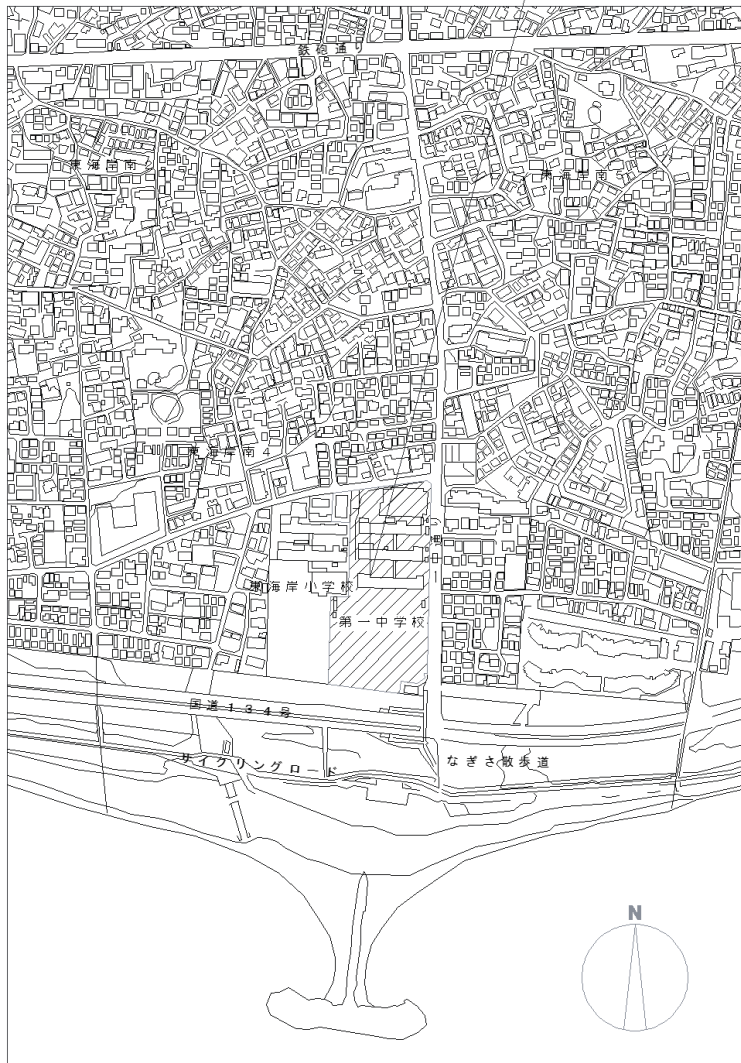 鉄砲通り
東海岸南
東海岸南
東海岸南4
東海岸小学校
第一中学校
国道134号
サイクリングロード
なぎさ散歩道
N